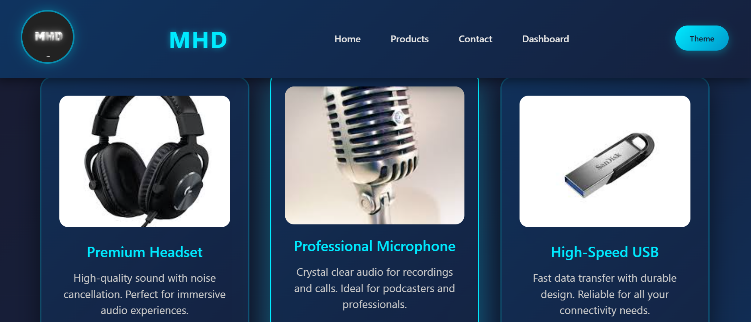 MHD
MHD
Home
Products
Contact
Dashboard
Theme
SanDisk
Premium Headset
High-quality sound with noise
cancellation. Perfect for immersive
audio experiences.
Professional Microphone
Crystal clear audio for recordings
and calls. Ideal for podcasters and
professionals.
High-Speed USB
Fast data transfer with durable
design. Reliable for all your
connectivity needs.